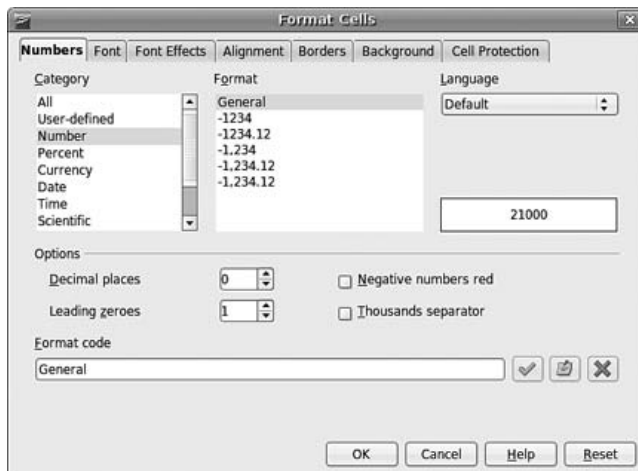 Format Cells
Numbers Font Font Effects Alignment Borders Background Cell Protection
Category
All
User-defined
Number
Percent
Currency
Date
Time
Scientific
Format
General
-1234
-1234.12
-1,234
-1,234.12
-1,234.12
Language
Default
21000
Options
Decimal places 0
Negative numbers red
Leading zeroes 1
Thousands separator
Format code
General
OK Cancel Help Reset